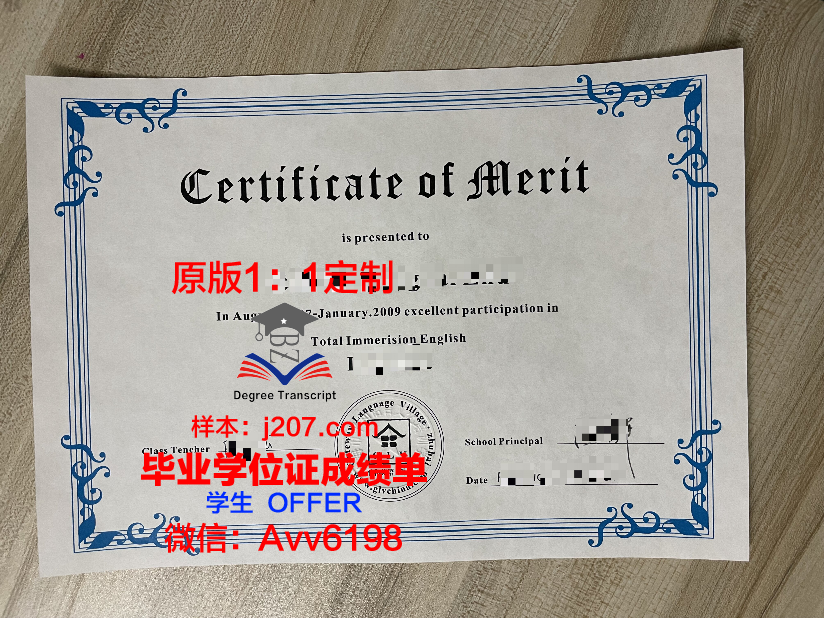 Certificate of Merit
is presented to
原版1：1定制
In -January.2009 excellent participation in
Total Immerision English
BZ
Degree Transcript
Language Village
样本：j207.com
Class Teacher
School Principal
毕业学位证成绩单
Date
学生 OFFER
微信：Avv6198